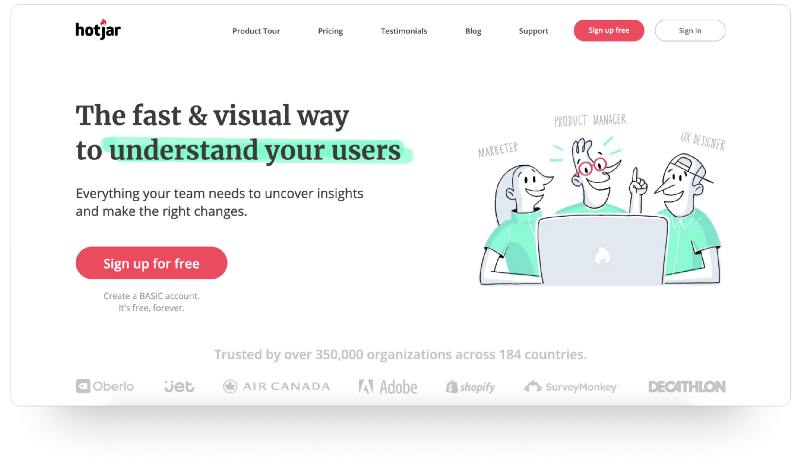 hotjar
Product Tour Pricing Testimonials Blog Support Sign up free Sign In
The fast & visual way
to understand your users
Everything your team needs to uncover insights
and make the right changes.
Sign up for free
Create a BASIC account.
It's free, forever.
MARKETER
PRODUCT MANAGER
UX DESIGNER
Trusted by over 350,000 organizations across 184 countries.
Oberlo jet AIR CANADA Adobe shopify SurveyMonkey DECATHLON